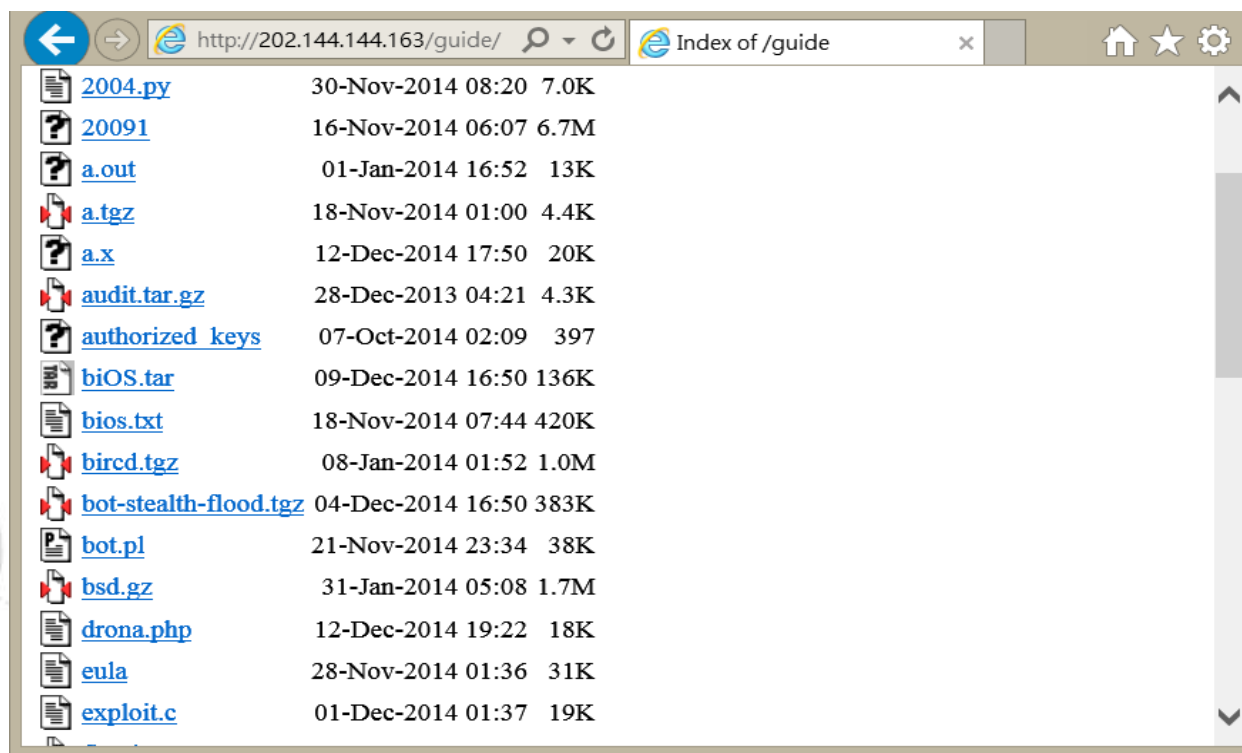 http://202.144.144.163/guide/ Index of /guide
2004.py 30-Nov-2014 08:20 7.0K
20091 16-Nov-2014 06:07 6.7M
a.out 01-Jan-2014 16:52 13K
a.tgz 18-Nov-2014 01:00 4.4K
a.x 12-Dec-2014 17:50 20K
audit.tar.gz 28-Dec-2013 04:21 4.3K
authorized_keys 07-Oct-2014 02:09 397
biOS.tar 09-Dec-2014 16:50 136K
bios.txt 18-Nov-2014 07:44 420K
bircd.tgz 08-Jan-2014 01:52 1.0M
bot-stealth-flood.tgz 04-Dec-2014 16:50 383K
bot.pl 21-Nov-2014 23:34 38K
bsd.gz 31-Jan-2014 05:08 1.7M
drona.php 12-Dec-2014 19:22 18K
eula 28-Nov-2014 01:36 31K
exploit.c 01-Dec-2014 01:37 19K